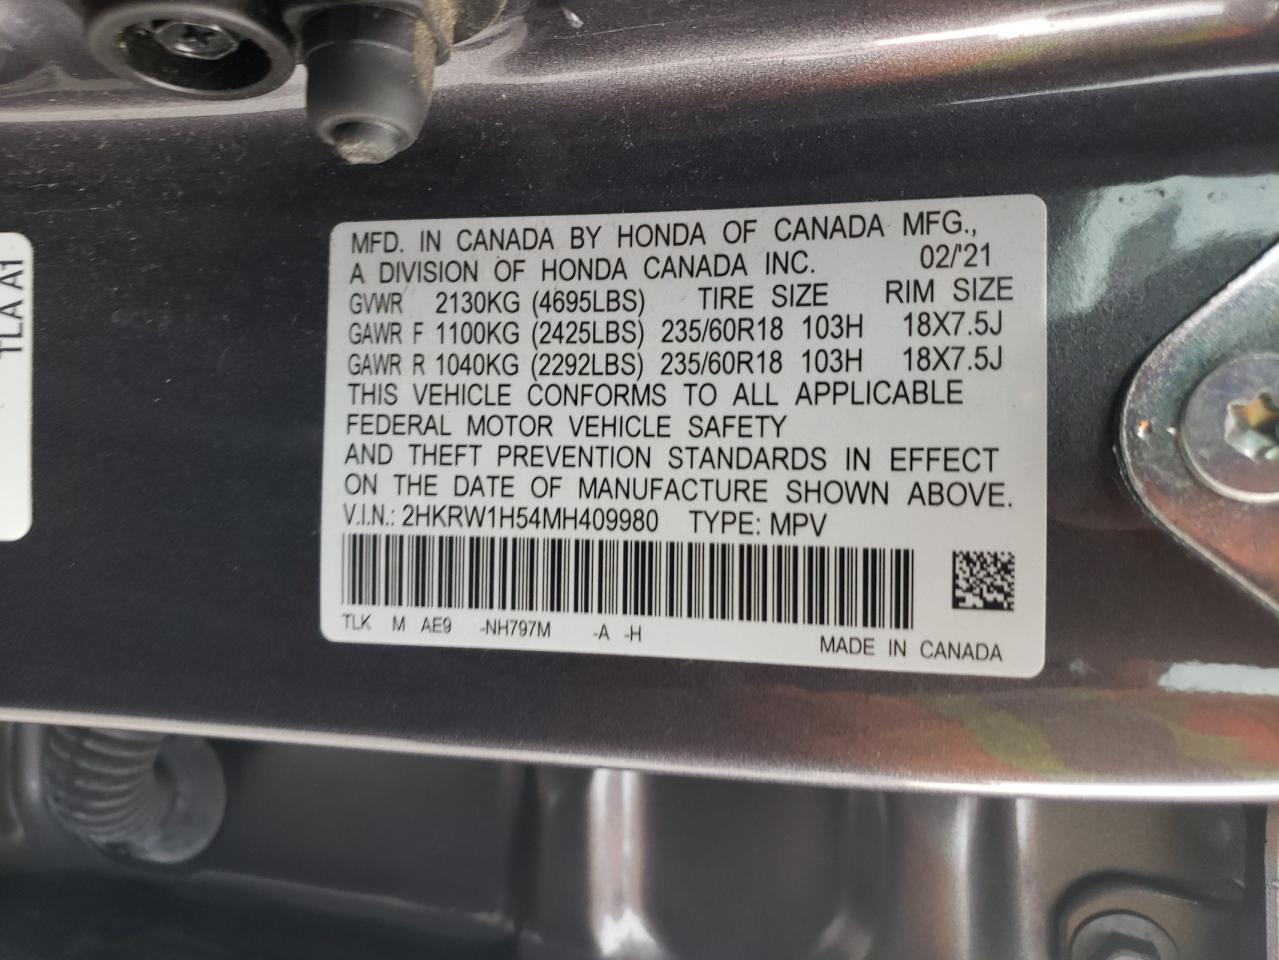 TLA A1
MFD. IN CANADA BY HONDA OF CANADA MFG.,
A DIVISION OF HONDA CANADA INC. 02/'21
GVWR 2130KG (4695LBS) TIRE SIZE RIM SIZE
GAWR F 1100KG (2425LBS) 235/60R18 103H 18X7.5J
GAWR R 1040KG (2292LBS) 235/60R18 103H 18X7.5J
THIS VEHICLE CONFORMS TO ALL APPLICABLE
FEDERAL MOTOR VEHICLE SAFETY
AND THEFT PREVENTION STANDARDS IN EFFECT
ON THE DATE OF MANUFACTURE SHOWN ABOVE.
V.I.N.: 2HKRW1H54MH409980 TYPE: MPV
TLK M AE9 -NH797M -A -H
MADE IN CANADA